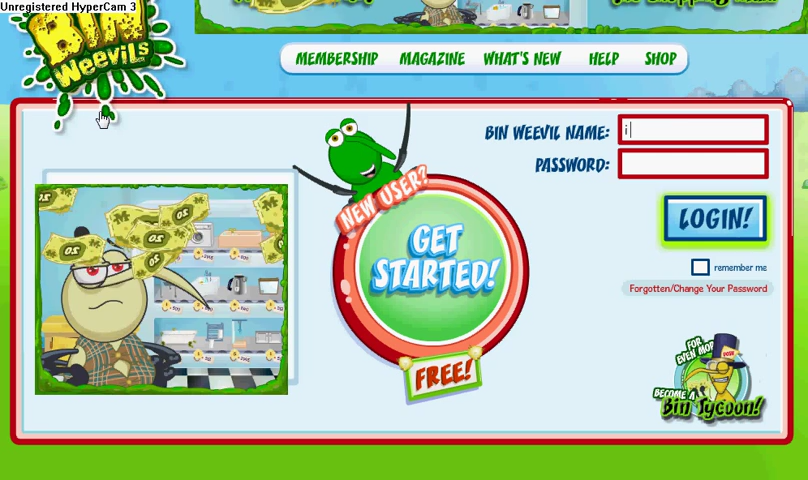 Unregistered HyperCam 3
BiN
Weevils
MEMBERSHIP MAGAZINE WHAT'S NEW HELP SHOP
BIN WEEVIL NAME: i
PASSWORD:
NEW USER?
GET
STARTED!
FREE!
LOGIN!
remember me
Forgotten/Change Your Password
FOR
EVEN MORE
BECOME A
Bin Tycoon!